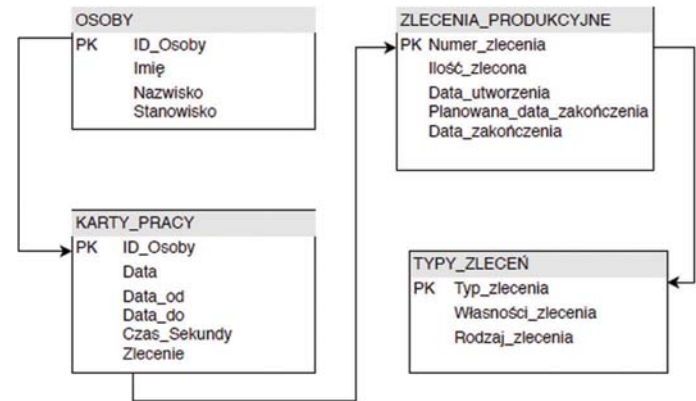 OSOBY
PK ID_Osoby
Imię
Nazwisko
Stanowisko
ZLECENIA_PRODUKCYJNE
PK Numer_zlecenia
Ilość_zlecona
Data_utworzenia
Planowana_data_zakończenia
Data_zakończenia
KARTY_PRACY
PK ID_Osoby
Data
Data_od
Data_do
Czas_Sekundy
Zlecenie
TYPY_ZLECEŃ
PK Typ_zlecenia
Własności_zlecenia
Rodzaj_zlecenia